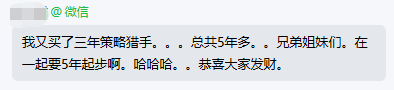 @微信
我又买了三年策略猎手。。。总共5年多。。兄弟姐妹们。在
一起要5年起步啊。哈哈哈。。恭喜大家发财。